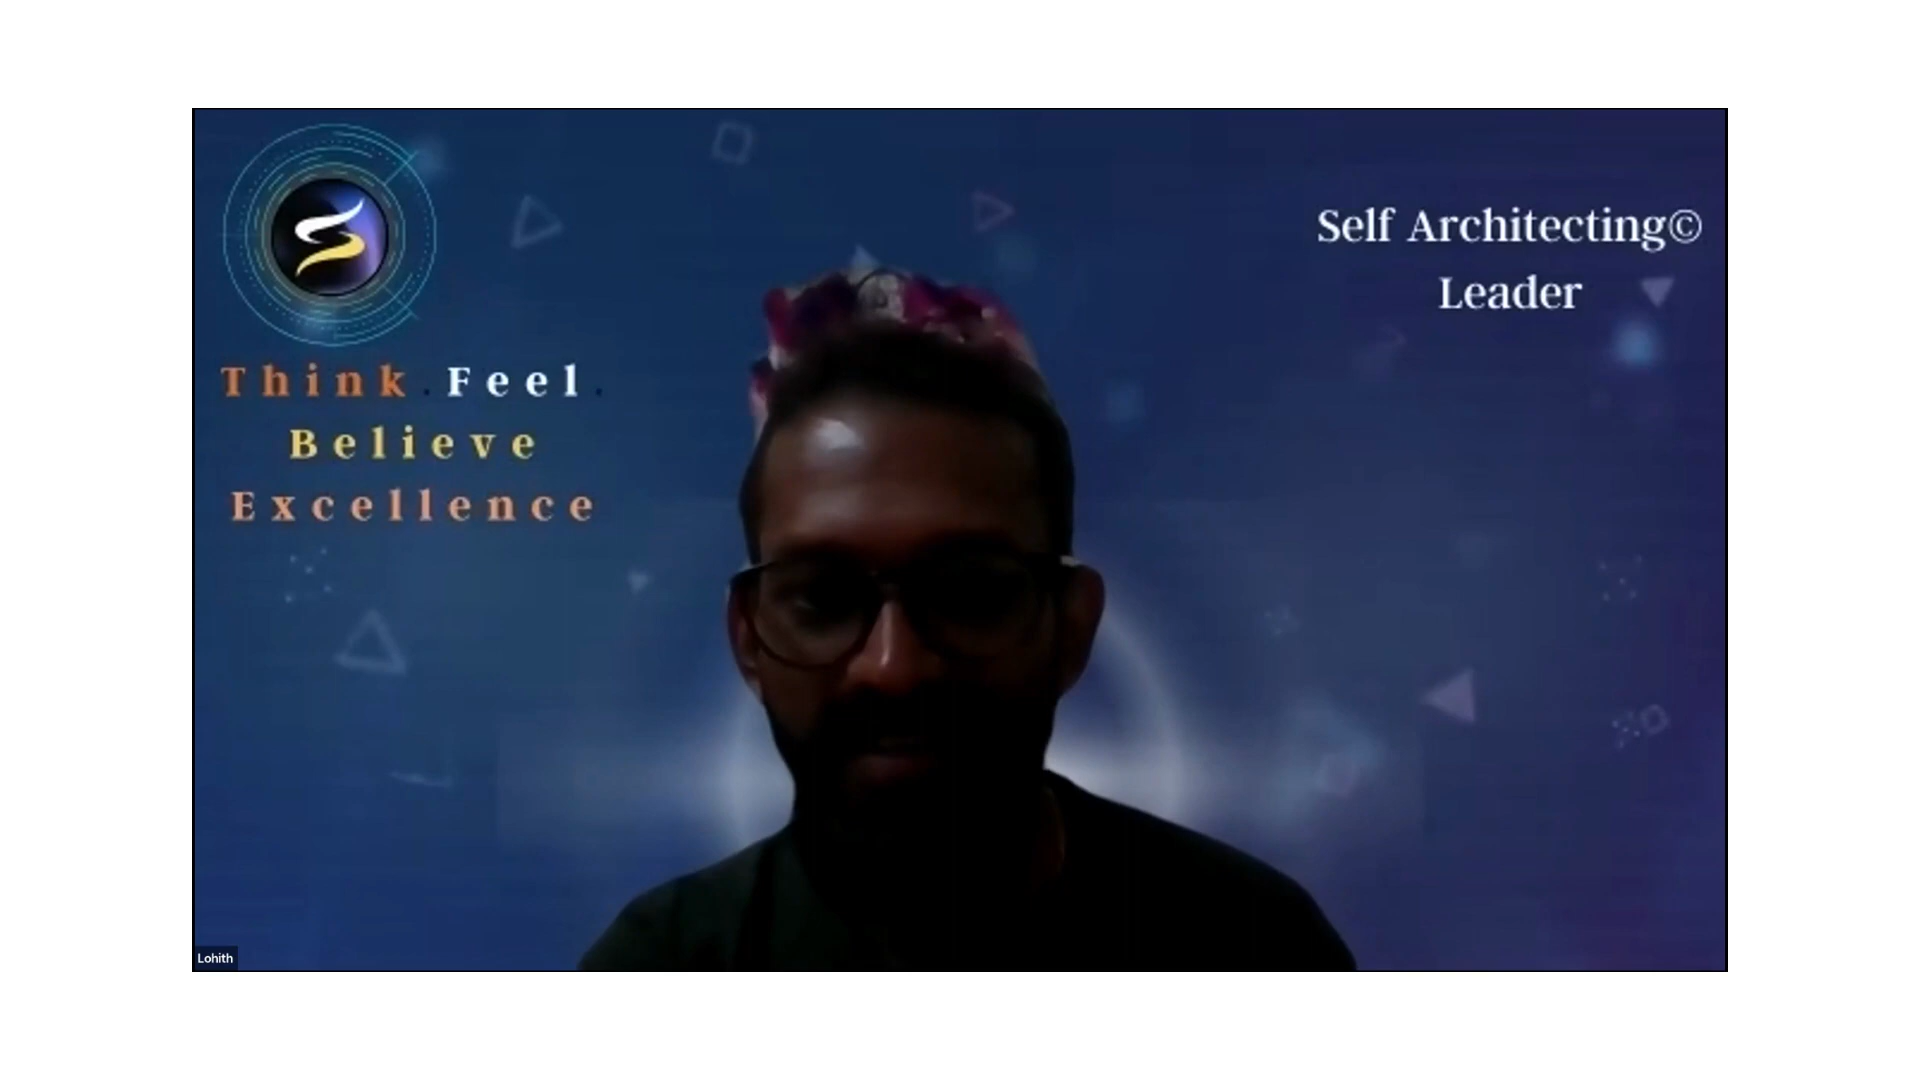 Self Architecting©
Leader
Think.Feel.
Believe
Excellence
Lohith